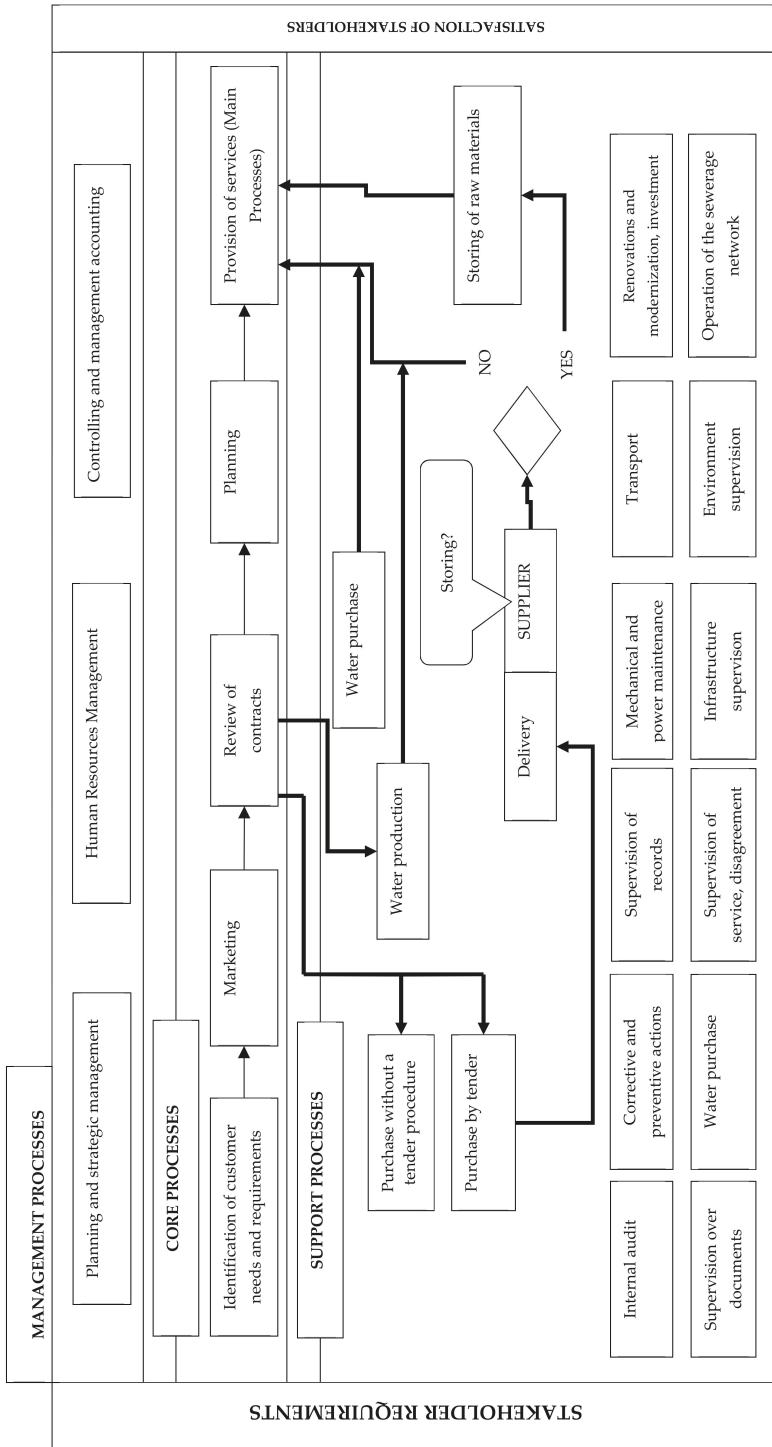 MANAGEMENT PROCESSES
STAKEHOLDER REQUIREMENTS
SATISFACTION OF STAKEHOLDERS
Planning and strategic management
Human Resources Management
Controlling and management accounting
CORE PROCESSES
Identification of customer
needs and requirements
Marketing
Review of
contracts
Planning
Provision of services (Main
Processes)
SUPPORT PROCESSES
Purchase without a
tender procedure
Purchase by tender
Water production
Water purchase
Storing?
Delivery
SUPPLIER
NO
YES
Storing of raw materials
Internal audit
Corrective and
preventive actions
Supervision of
records
Mechanical and
power maintenance
Transport
Renovations and
modernization, investment
Supervision over
documents
Water purchase
Supervision of
service, disagreement
Infrastructure
supervison
Environment
supervision
Operation of the sewerage
network